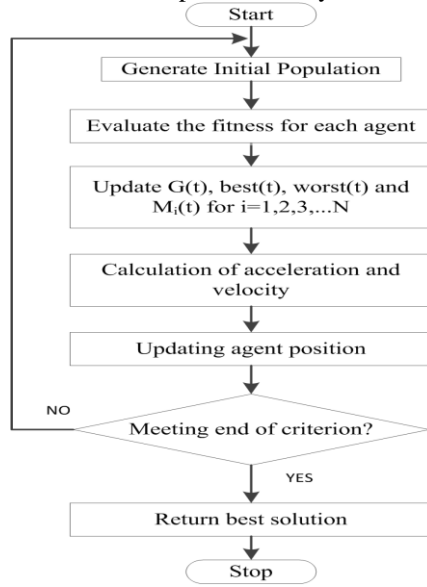 Start
Generate Initial Population
Evaluate the fitness for each agent
Update G(t), best(t), worst(t) and
Mᵢ(t) for i=1,2,3,...N
Calculation of acceleration and
velocity
Updating agent position
NO
Meeting end of criterion?
YES
Return best solution
Stop